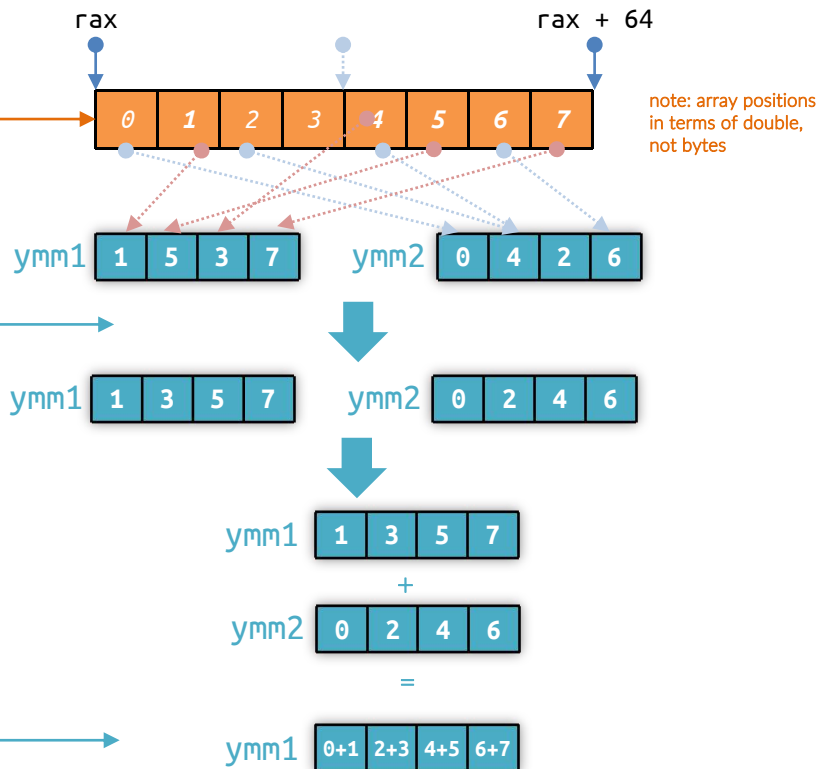 rax rax + 64
0 1 2 3 4 5 6 7
note: array positions
in terms of double,
not bytes
ymm1 1 5 3 7 ymm2 0 4 2 6
ymm1 1 3 5 7 ymm2 0 2 4 6
ymm1 1 3 5 7
+
ymm2 0 2 4 6
=
ymm1 0+1 2+3 4+5 6+7